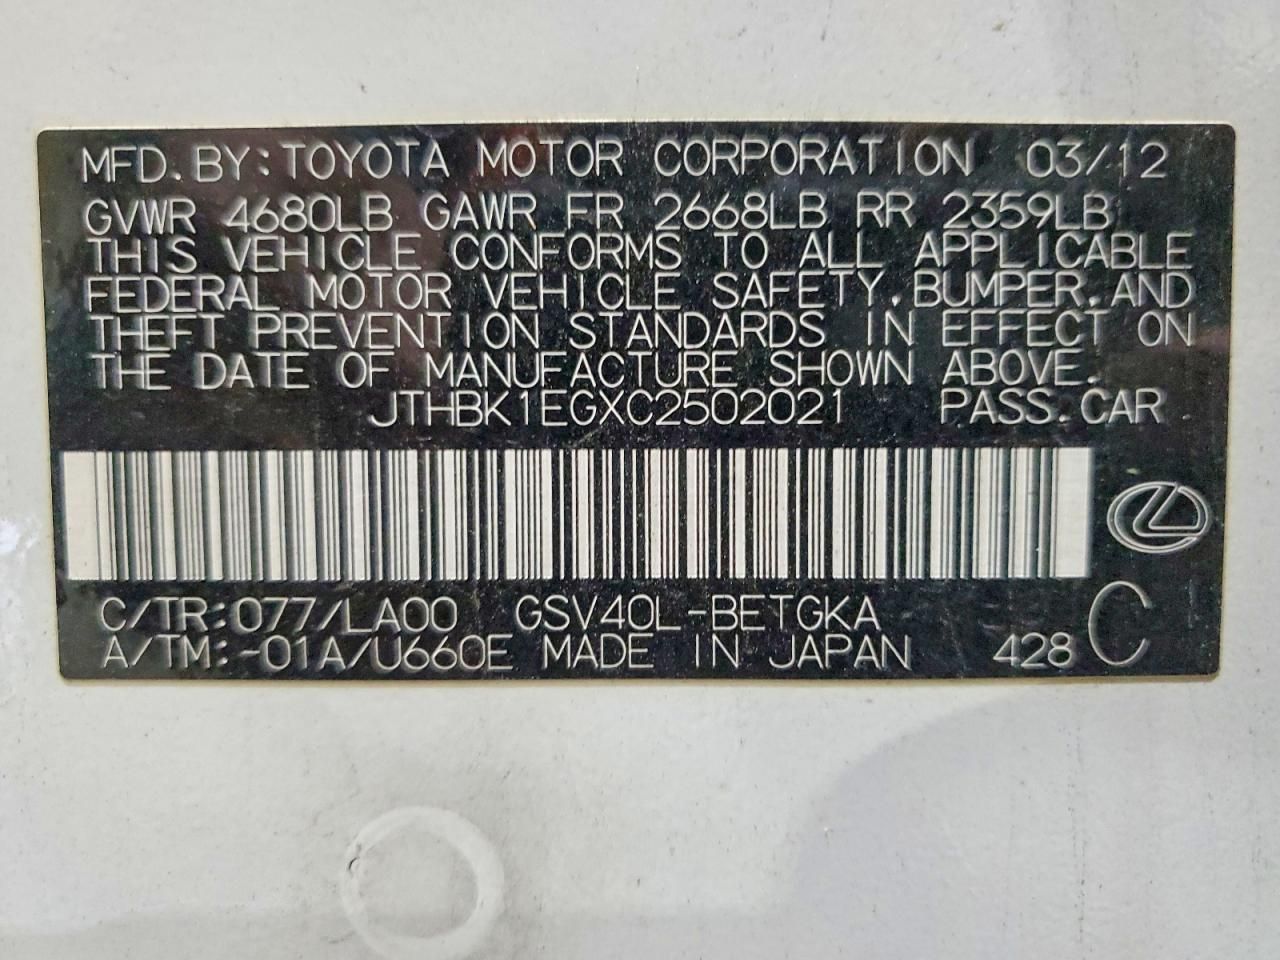 MFD. BY: TOYOTA MOTOR CORPORATION 03/12
GVWR 4680LB GAWR FR 2668LB RR 2359LB
THIS VEHICLE CONFORMS TO ALL APPLICABLE
FEDERAL MOTOR VEHICLE SAFETY, BUMPER, AND
THEFT PREVENTION STANDARDS IN EFFECT ON
THE DATE OF MANUFACTURE SHOWN ABOVE.
JTHBK1EGXC2502021 PASS. CAR
C/TR: 077/LA00 GSV40L-BETGKA
A/TM: -01A/U660E MADE IN JAPAN 428 C